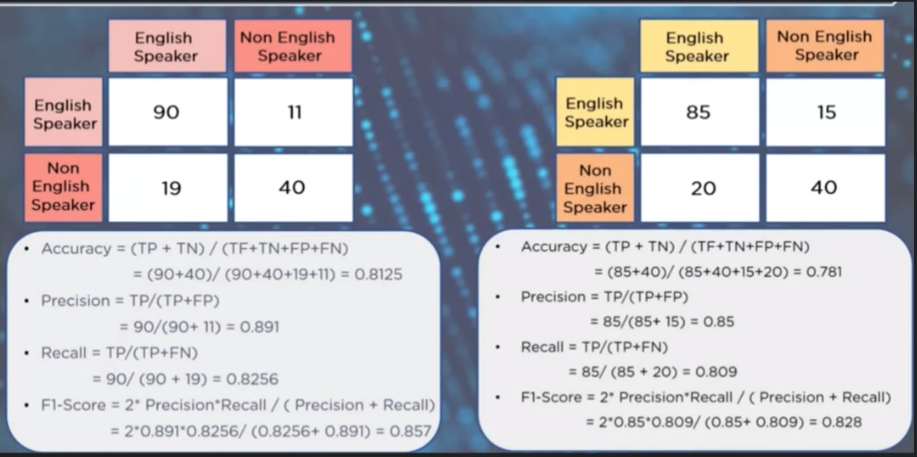 English
Speaker
Non English
Speaker
English
Speaker
90
11
Non
English
Speaker
19
40
• Accuracy = (TP + TN) / (TF+TN+FP+FN)
= (90+40)/ (90+40+19+11) = 0.8125
• Precision = TP/(TP+FP)
= 90/(90+ 11) = 0.891
• Recall = TP/(TP+FN)
= 90/ (90 + 19) = 0.8256
• F1-Score = 2* Precision*Recall / ( Precision + Recall)
= 2*0.891*0.8256/ (0.8256+ 0.891) = 0.857
English
Speaker
Non English
Speaker
English
Speaker
85
15
Non
English
Speaker
20
40
• Accuracy = (TP + TN) / (TF+TN+FP+FN)
= (85+40)/ (85+40+15+20) = 0.781
• Precision = TP/(TP+FP)
= 85/(85+ 15) = 0.85
• Recall = TP/(TP+FN)
= 85/ (85 + 20) = 0.809
• F1-Score = 2* Precision*Recall / ( Precision + Recall)
= 2*0.85*0.809/ (0.85+ 0.809) = 0.828